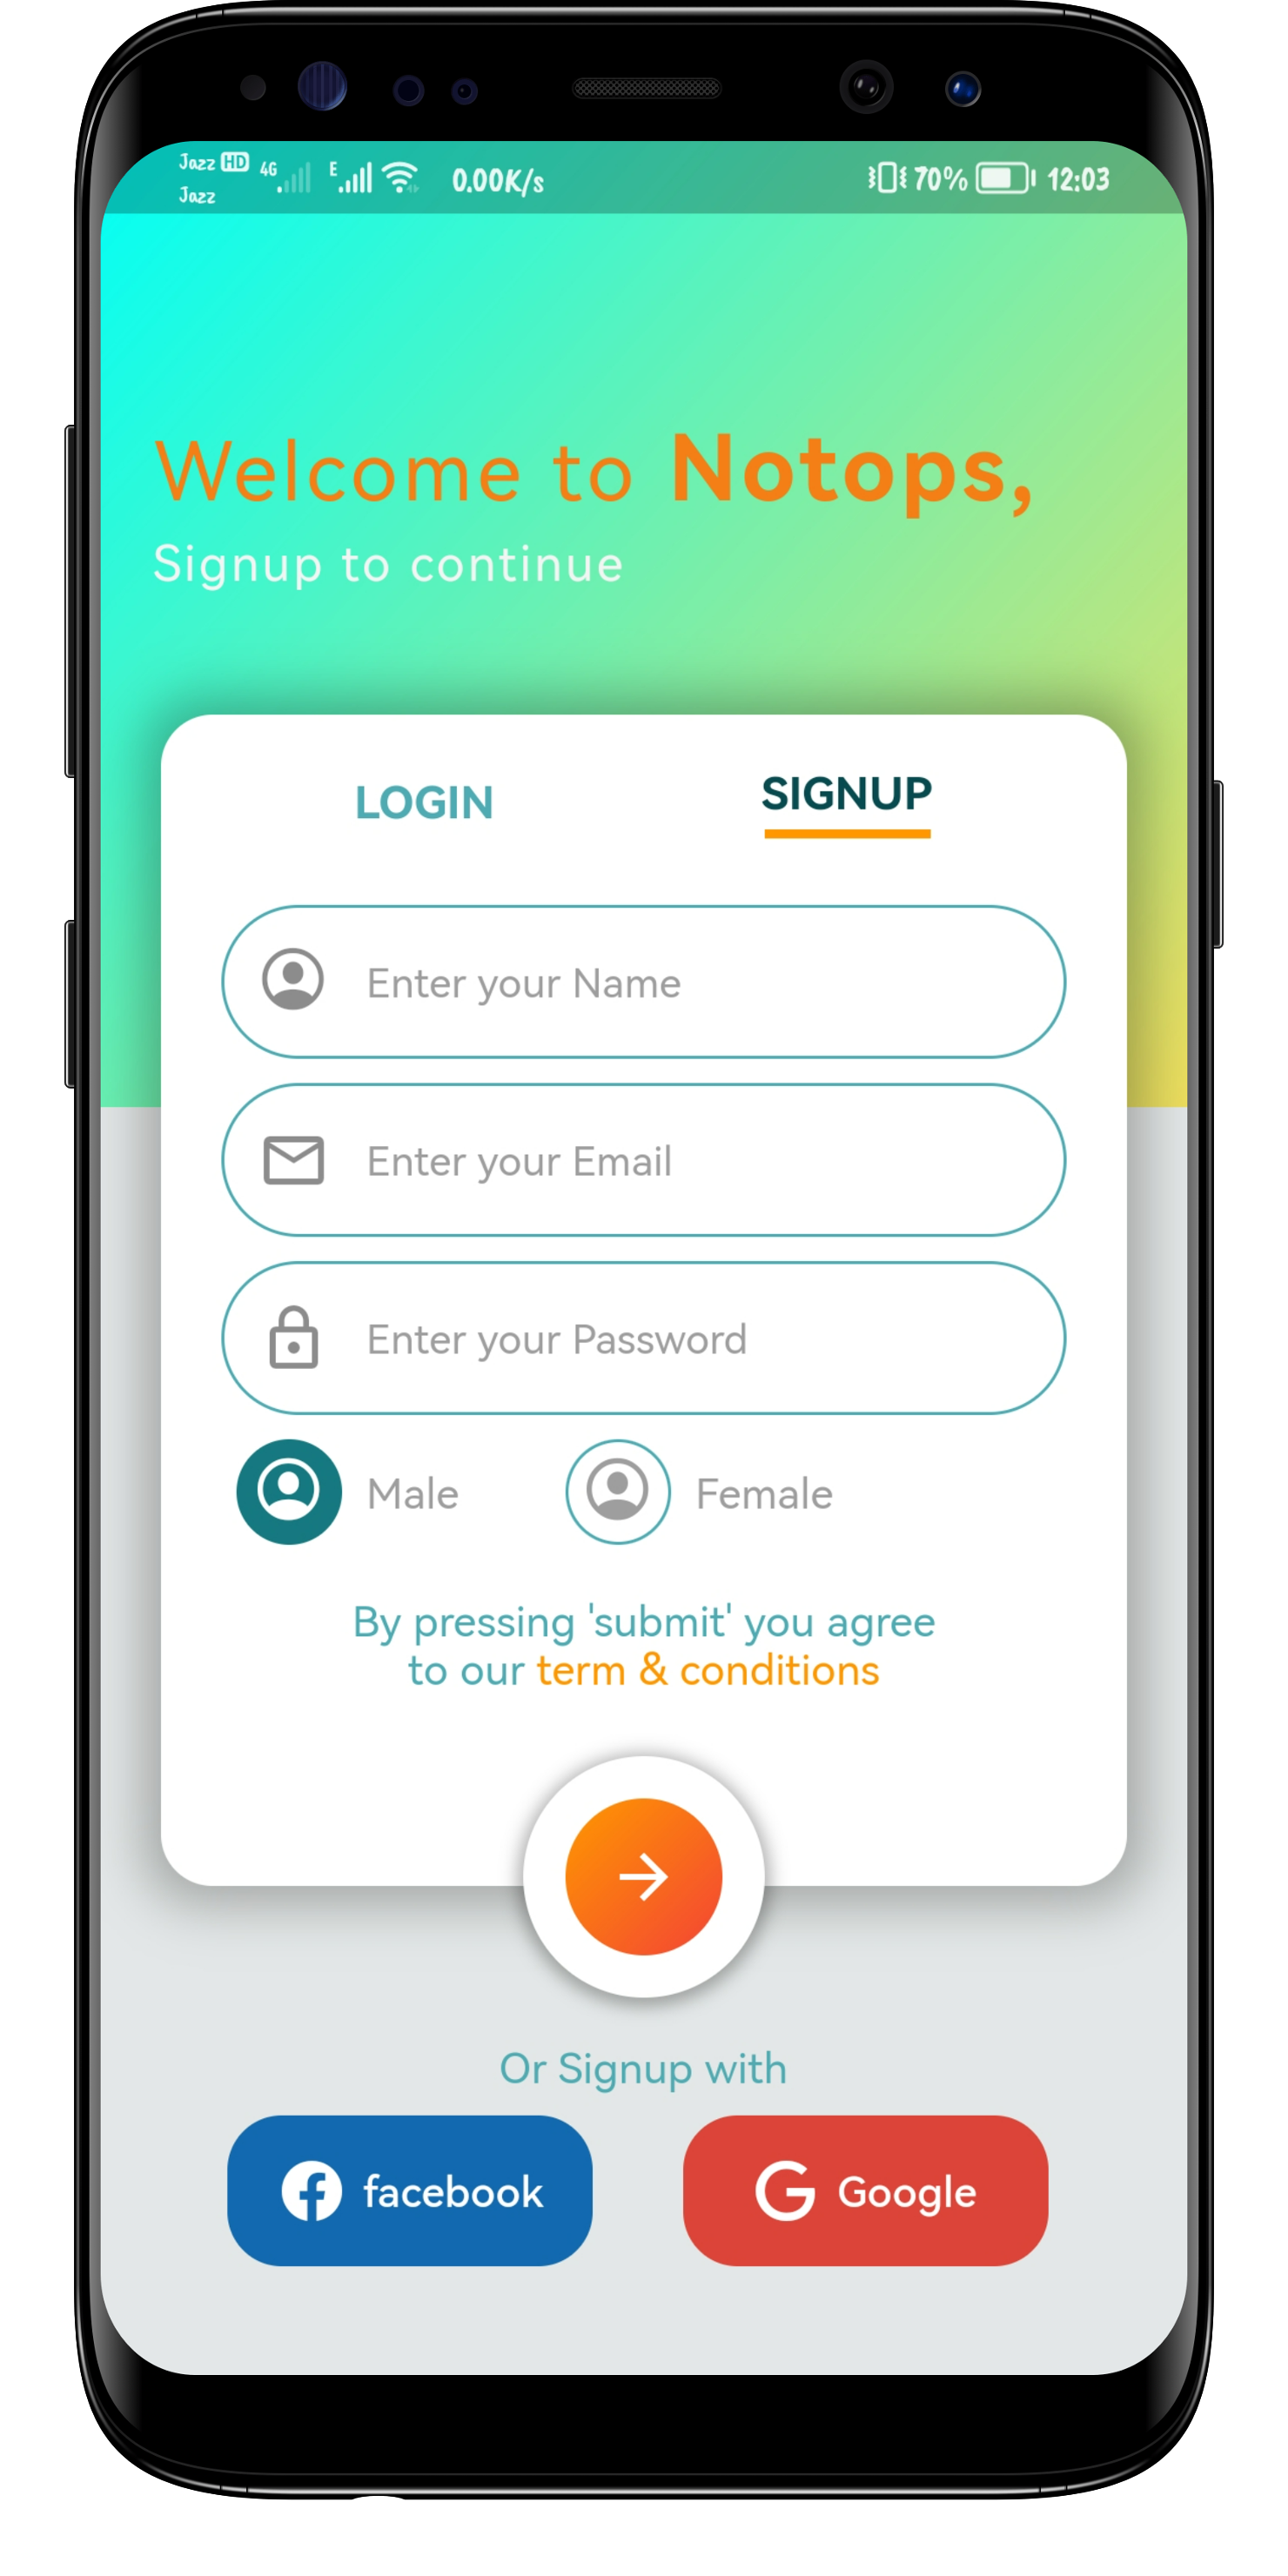 Jazz HD 4G E 0.00K/s 70% 12:03
Jazz
Welcome to Notops,
Signup to continue
LOGIN SIGNUP
Enter your Name
Enter your Email
Enter your Password
Male Female
By pressing 'submit' you agree
to our term & conditions
Or Signup with
facebook Google